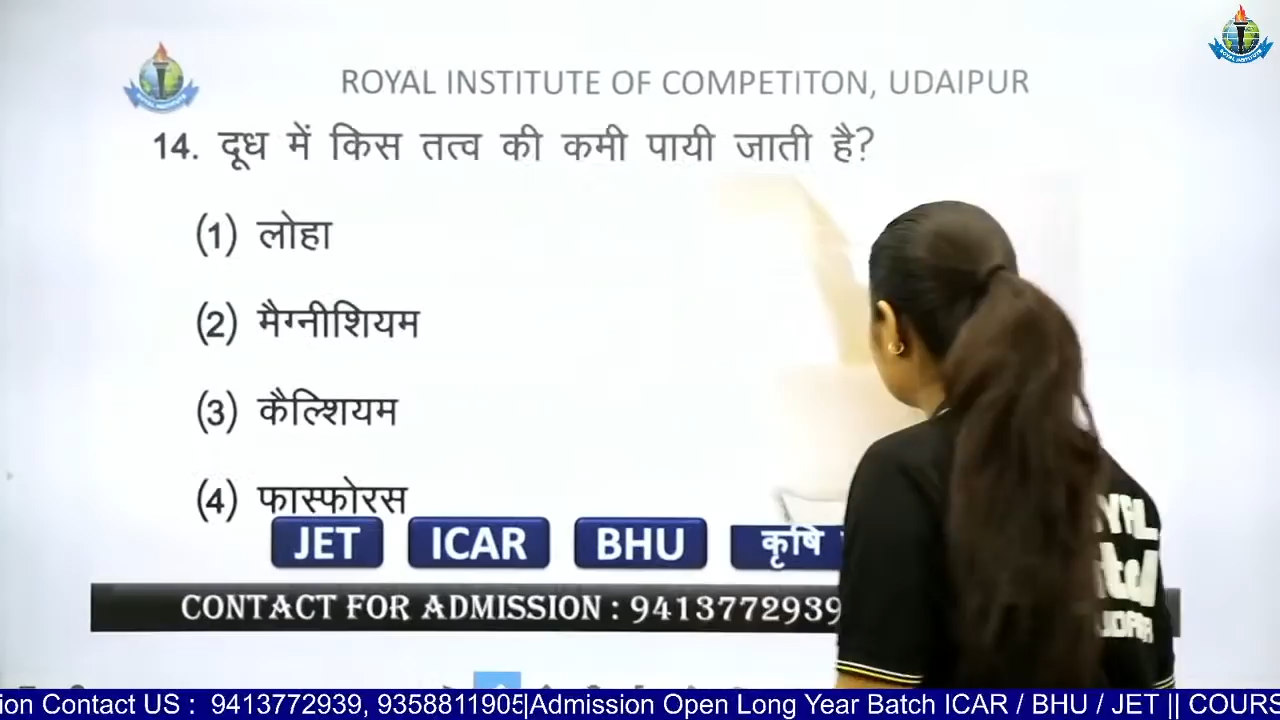 ROYAL INSTITUTE OF COMPETITON, UDAIPUR
14. दूध में किस तत्व की कमी पायी जाती है?
(1) लोहा
(2) मैग्नीशियम
(3) कैल्शियम
(4) फास्फोरस
JET ICAR BHU कृषि
CONTACT FOR ADMISSION : 9413772939
ion Contact US : 9413772939, 9358811905|Admission Open Long Year Batch ICAR / BHU / JET || COURS